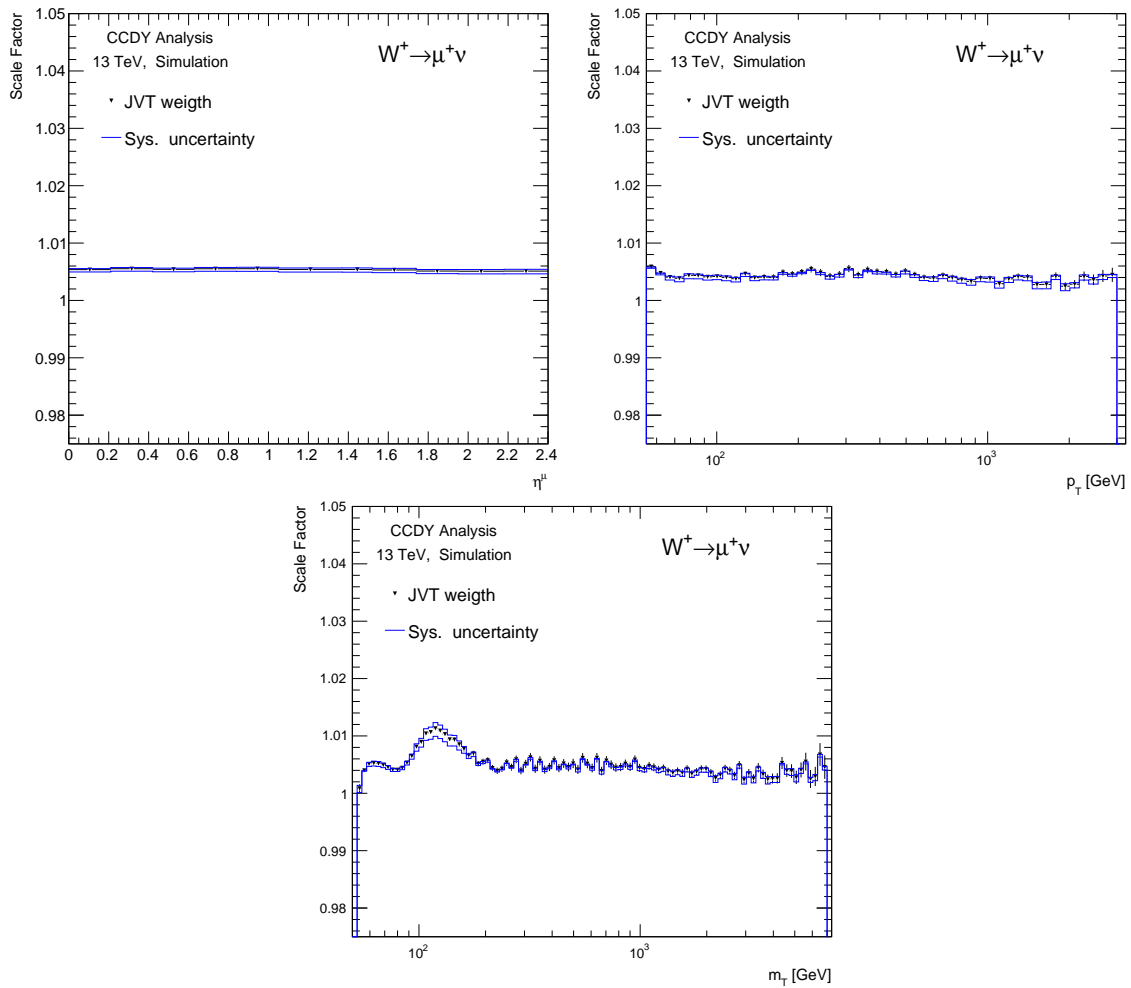 Scale Factor
1.05
1.04
1.03
1.02
1.01
1
0.99
0.98
CCDY Analysis
13 TeV, Simulation
W⁺→μ⁺ν
JVT weigth
Sys. uncertainty
0 0.2 0.4 0.6 0.8 1 1.2 1.4 1.6 1.8 2 2.2 2.4
η^μ
Scale Factor
1.05
1.04
1.03
1.02
1.01
1
0.99
0.98
CCDY Analysis
13 TeV, Simulation
W⁺→μ⁺ν
JVT weigth
Sys. uncertainty
10² 10³
p_T [GeV]
Scale Factor
1.05
1.04
1.03
1.02
1.01
1
0.99
0.98
CCDY Analysis
13 TeV, Simulation
W⁺→μ⁺ν
JVT weigth
Sys. uncertainty
10² 10³
m_T [GeV]